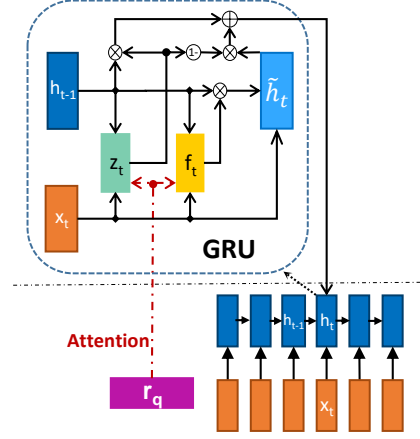 1-
h_{t-1}
h̃_t
z_t
f_t
x_t
GRU
h_{t-1}
h_t
Attention
r_q
x_t